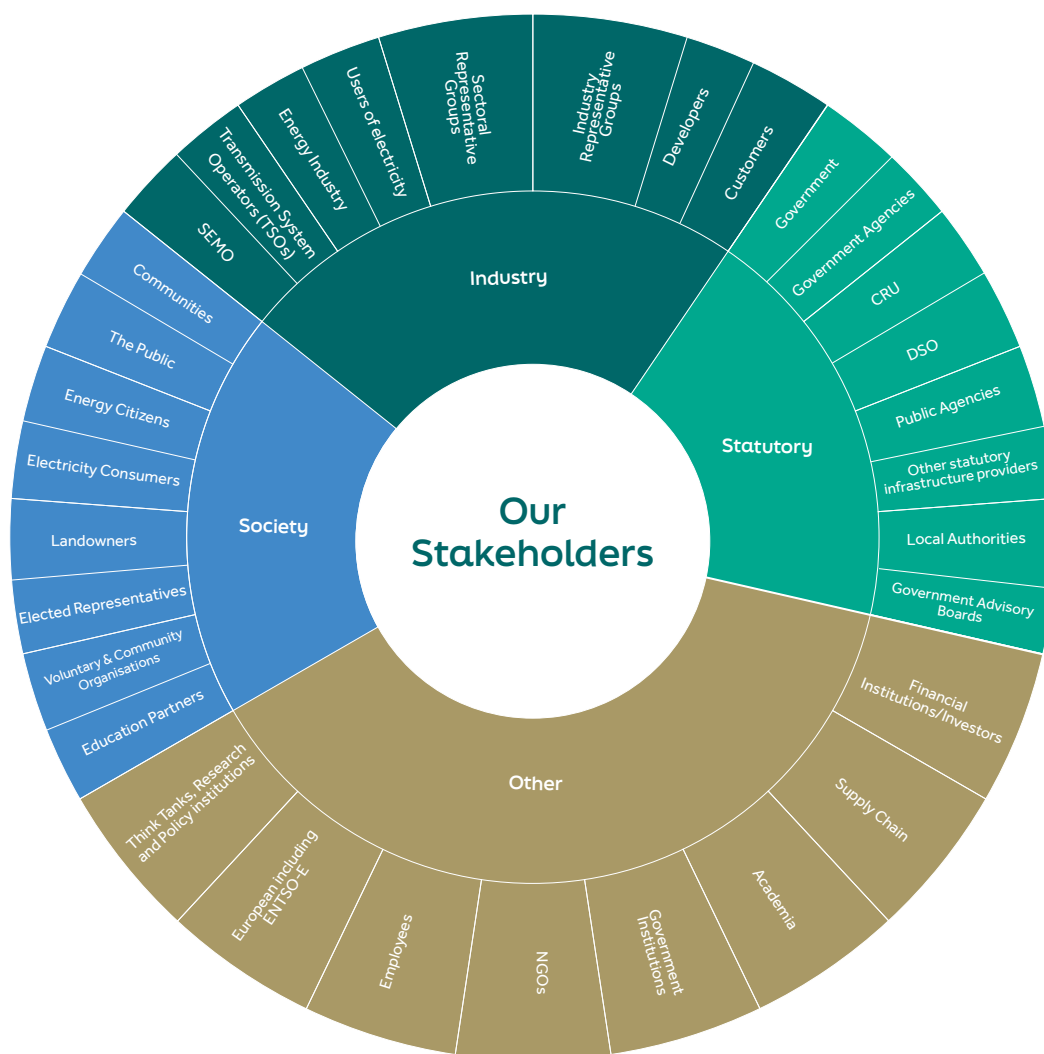 Our
Stakeholders
Industry
SEMO
Transmission System
Operators (TSOs)
Energy Industry
Users of electricity
Sectoral
Representative
Groups
Industry
Representative
Groups
Developers
Customers
Statutory
Government
Government Agencies
CRU
DSO
Public Agencies
Other statutory
infrastructure providers
Local Authorities
Government Advisory
Boards
Other
Financial
Institutions/Investors
Supply Chain
Academia
Government
Institutions
NGOs
Employees
European including
ENTSO-E
Think Tanks, Research
and Policy institutions
Society
Education Partners
Voluntary & Community
Organisations
Elected Representatives
Landowners
Electricity Consumers
Energy Citizens
The Public
Communities